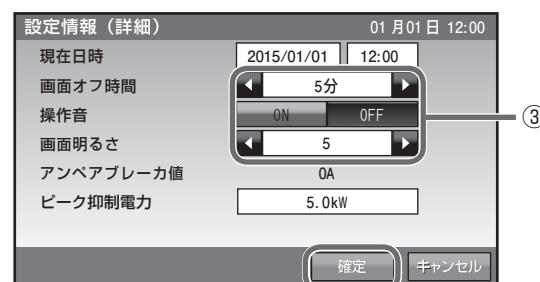 設定情報（詳細） 01月01日 12:00
現在日時 2015/01/01 12:00
画面オフ時間 5分
操作音 ON OFF
③
画面明るさ 5
アンペアブレーカ値 0A
ピーク抑制電力 5.0kW
確定 キャンセル